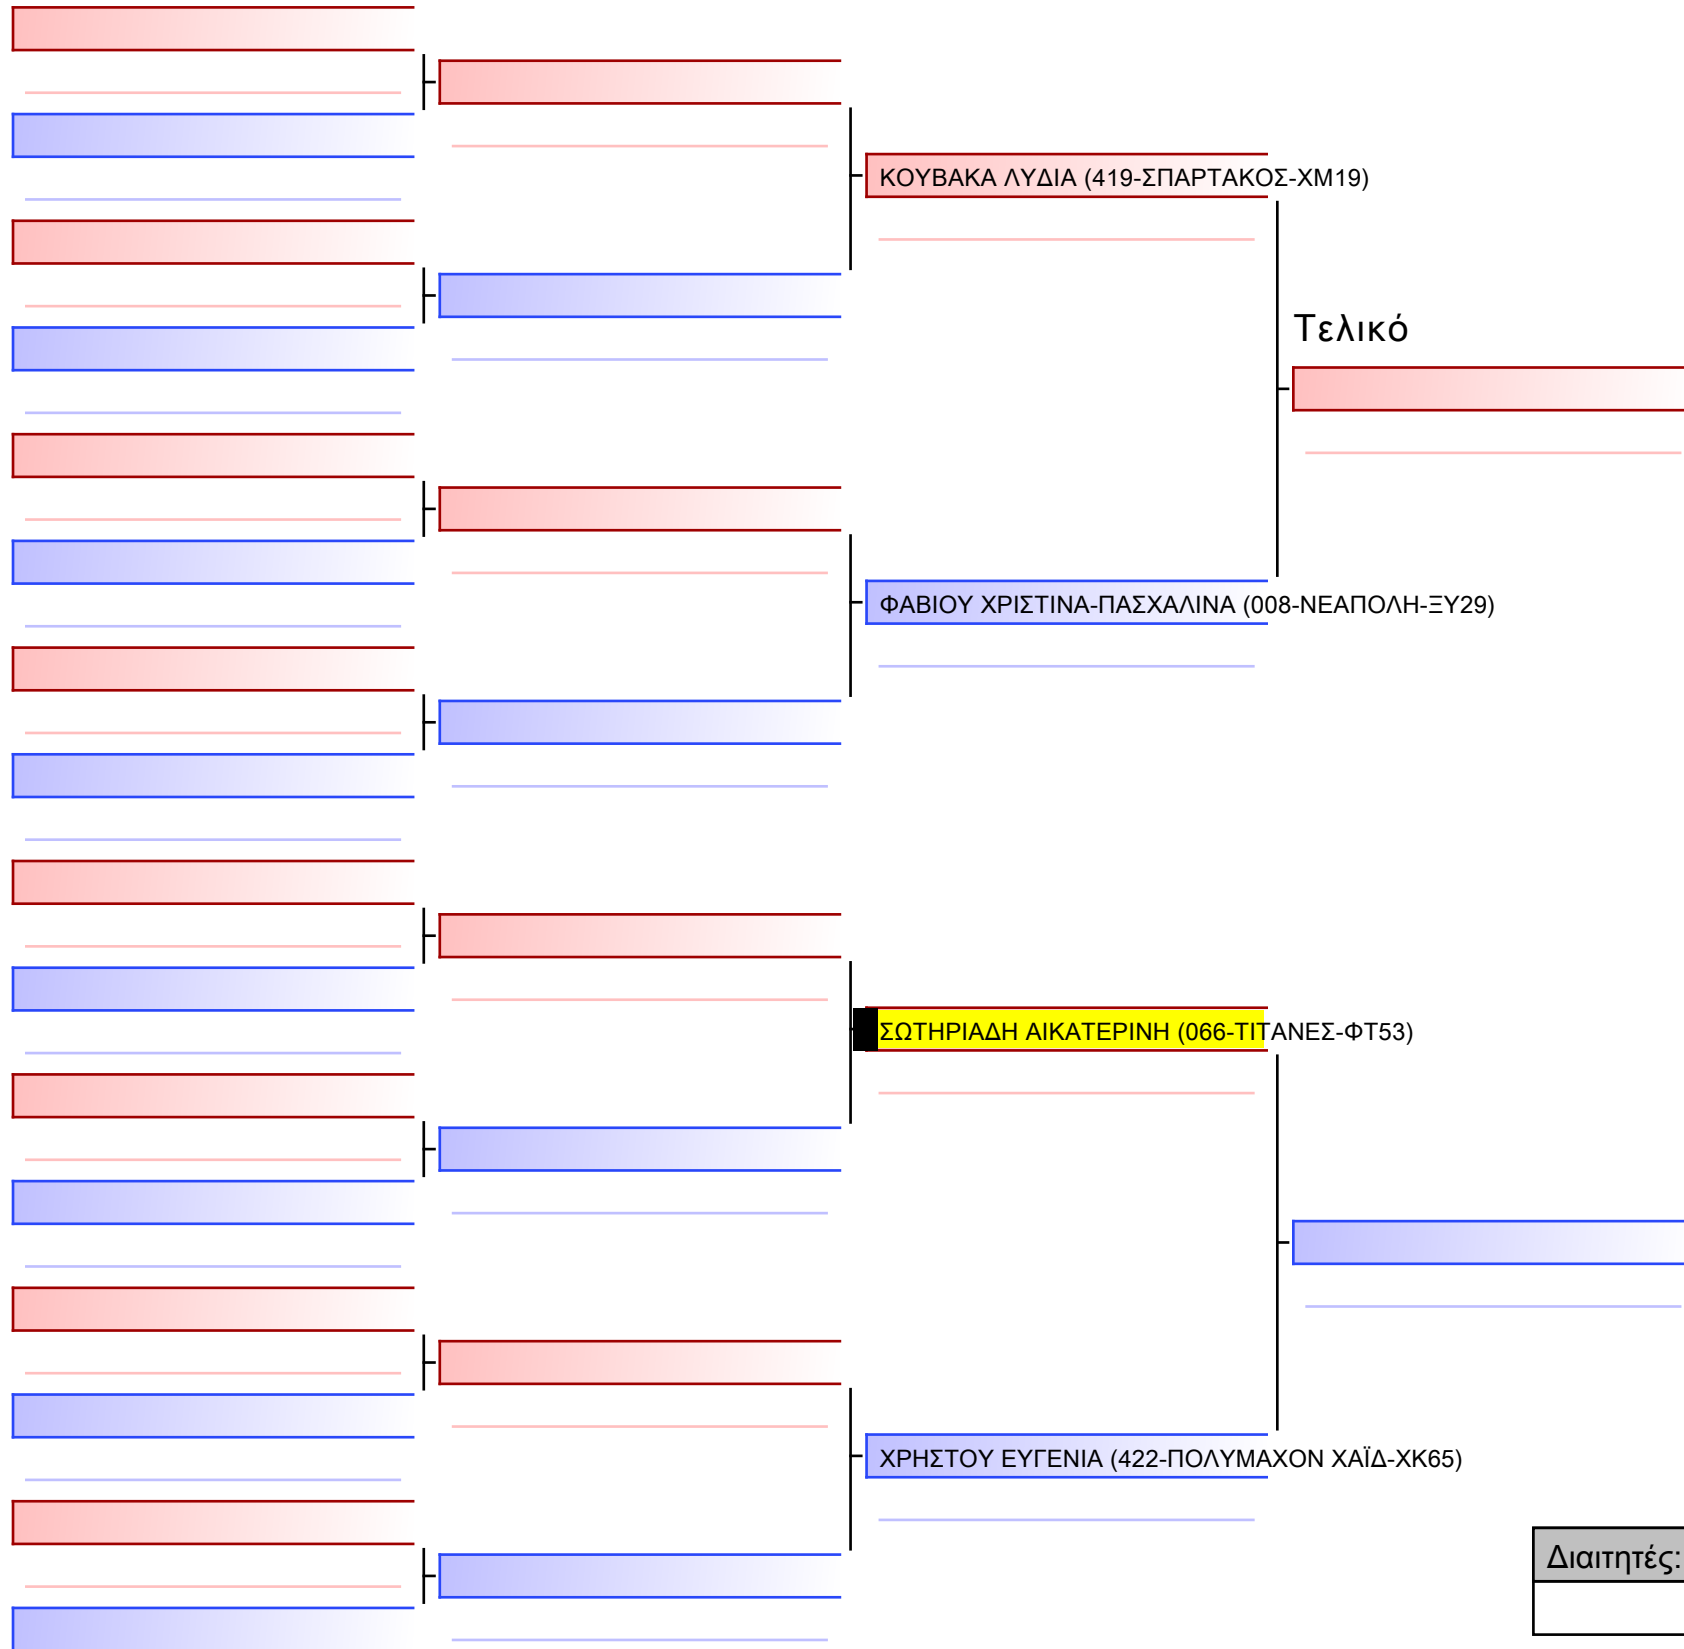 ΚΟΥΒΑΚΑ ΛΥΔΙΑ (419-ΣΠΑΡΤΑΚΟΣ-ΧΜ19)
Τελικό
ΦΑΒΙΟΥ ΧΡΙΣΤΙΝΑ-ΠΑΣΧΑΛΙΝΑ (008-ΝΕΑΠΟΛΗ-ΞΥ29)
ΣΩΤΗΡΙΑΔΗ ΑΙΚΑΤΕΡΙΝΗ (066-ΤΙΤΑΝΕΣ-ΦΤ53)
ΧΡΗΣΤΟΥ ΕΥΓΕΝΙΑ (422-ΠΟΛΥΜΑΧΟΝ ΧΑΪΔ-ΧΚ65)
Διαιτητές: